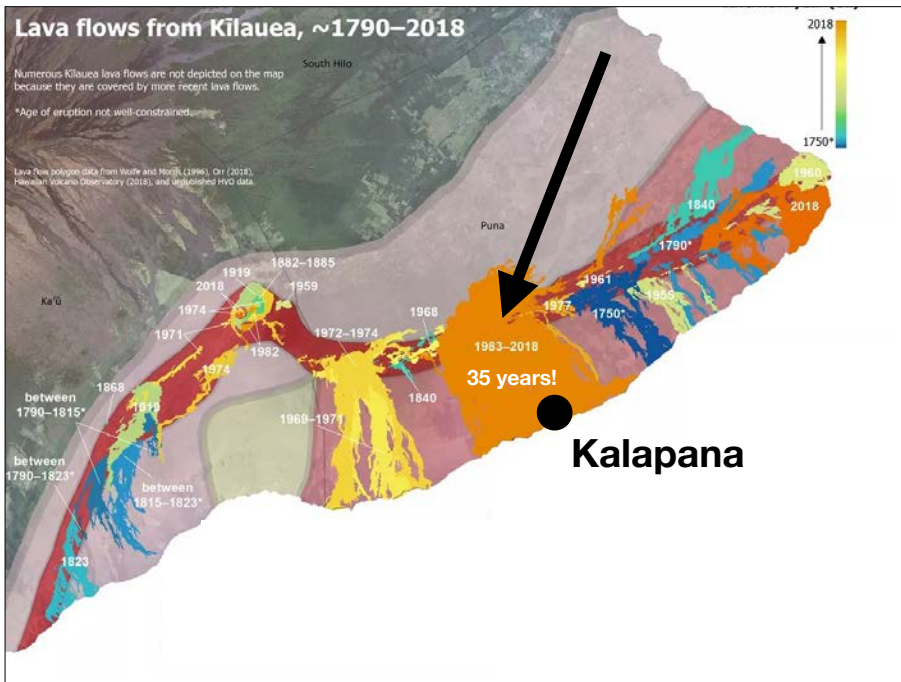 Lava flows from Kīlauea, ~1790–2018
Numerous Kīlauea lava flows are not depicted on the map
because they are covered by more recent lava flows.
*Age of eruption not well-constrained.
Lava flow polygon data from Wolfe and Morris (1996), Orr (2018),
Hawaiian Volcano Observatory (2018), and unpublished HVO data.
South Hilo
2018
1750*
1960
1840
2018
Puna
1790*
1882–1885
1919
2018
1959
1961
Ka‘ū
1974
1977
1968
1750*
1955
1971
1972–1974
1982
1983–2018
1974
35 years!
1868
1840
between
1790–1815*
1919
1969–1971
Kalapana
between
1790–1823*
between
1815–1823*
1823